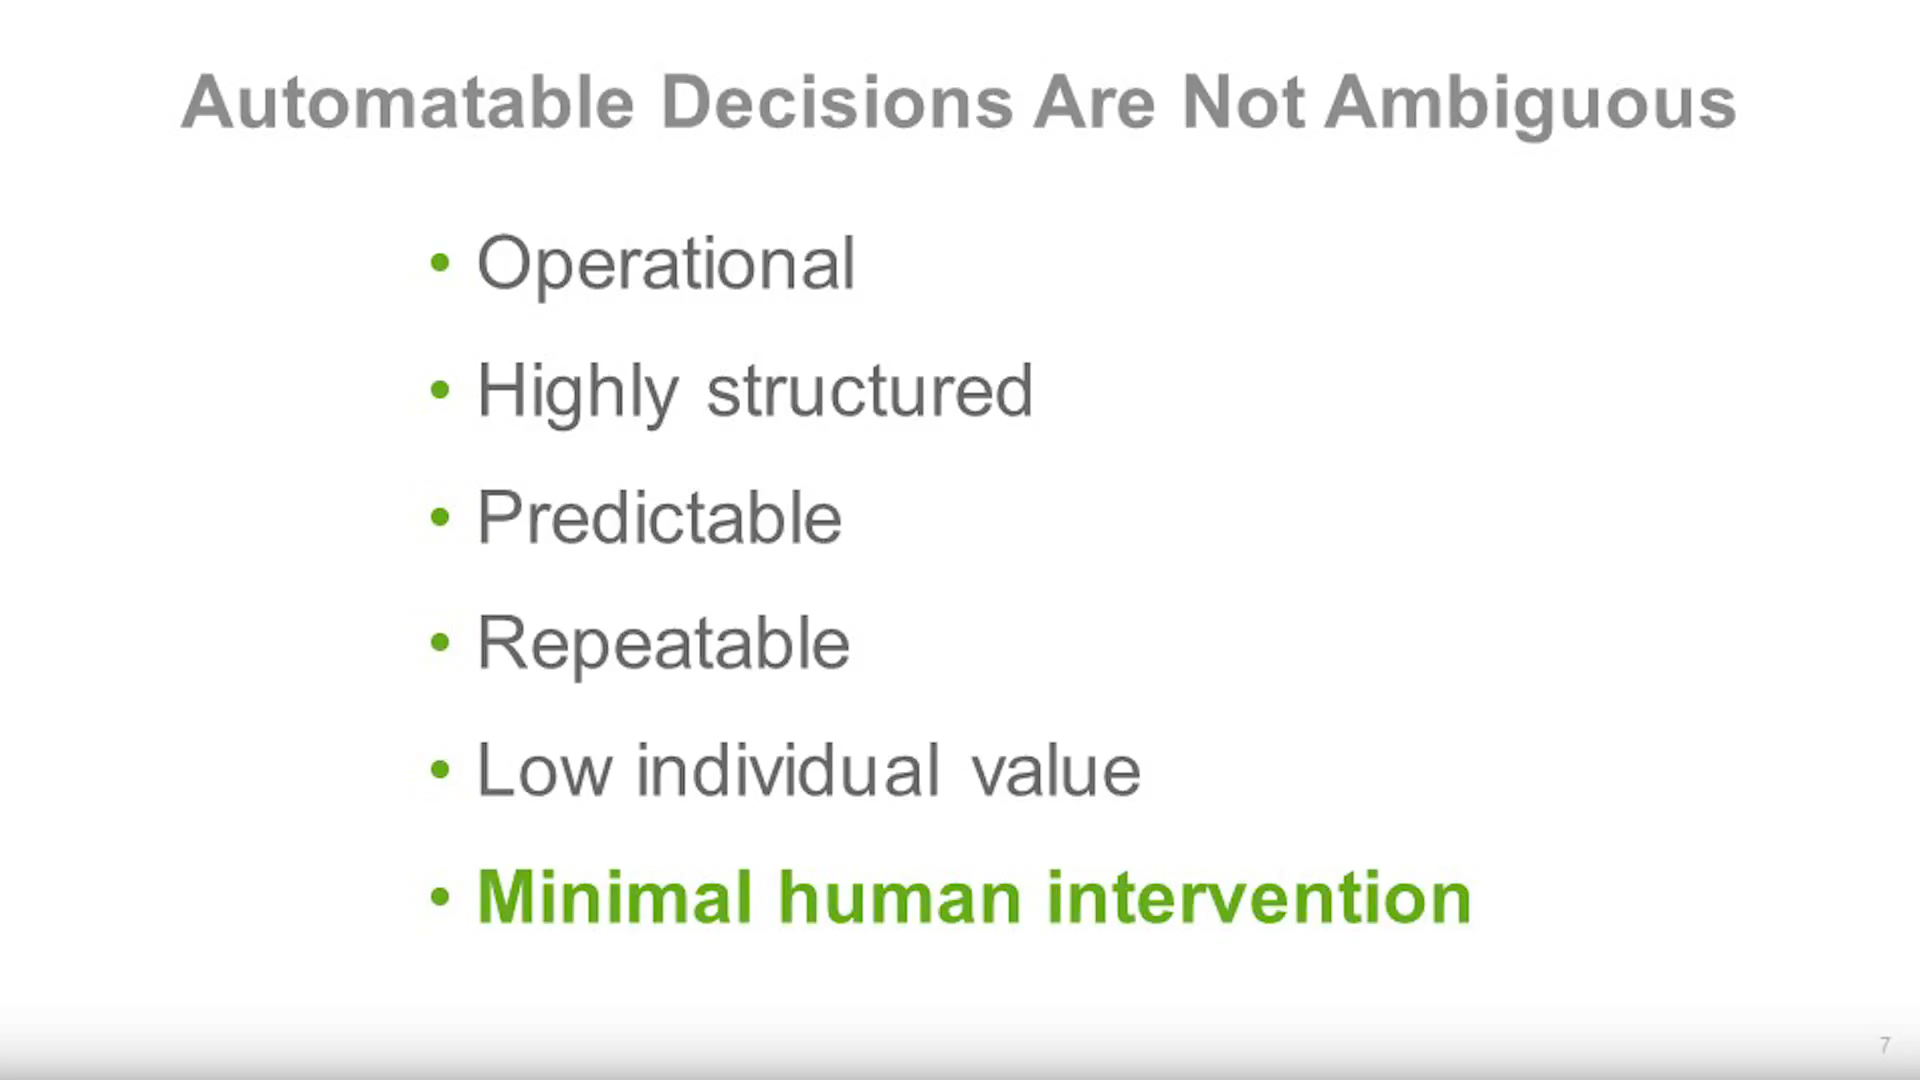 Automatable Decisions Are Not Ambiguous
• Operational
• Highly structured
• Predictable
• Repeatable
• Low individual value
• Minimal human intervention
7